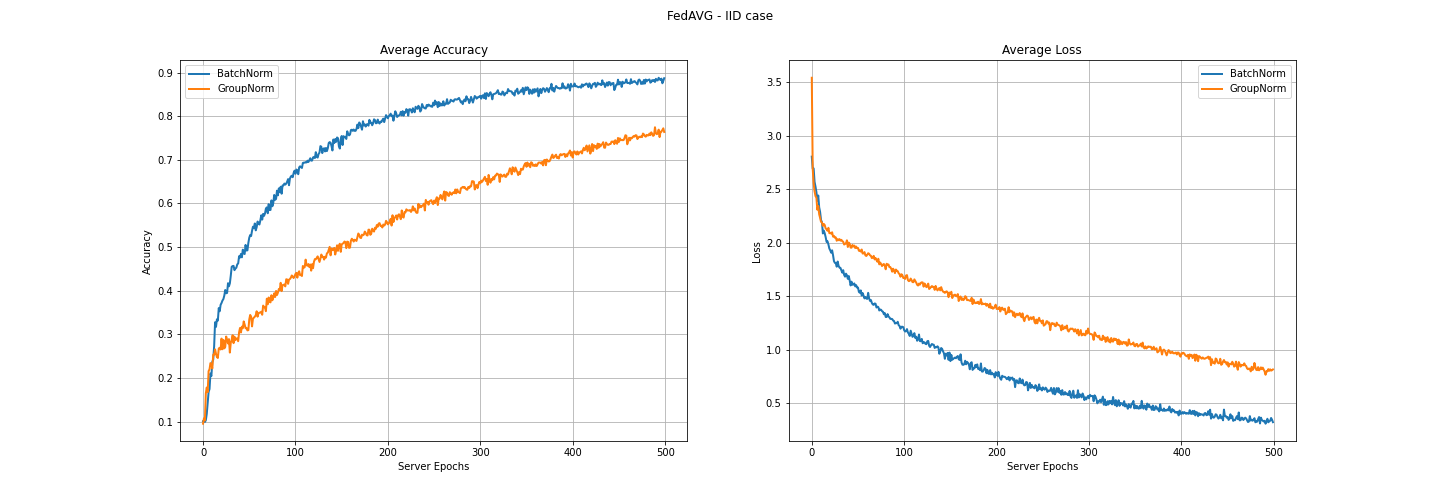 FedAVG - IID case
Average Accuracy
BatchNorm
GroupNorm
0.9
0.8
0.7
0.6
0.5
0.4
0.3
0.2
0.1
Accuracy
0
100
200
300
400
500
Server Epochs
Average Loss
BatchNorm
GroupNorm
3.5
3.0
2.5
2.0
1.5
1.0
0.5
Loss
0
100
200
300
400
500
Server Epochs